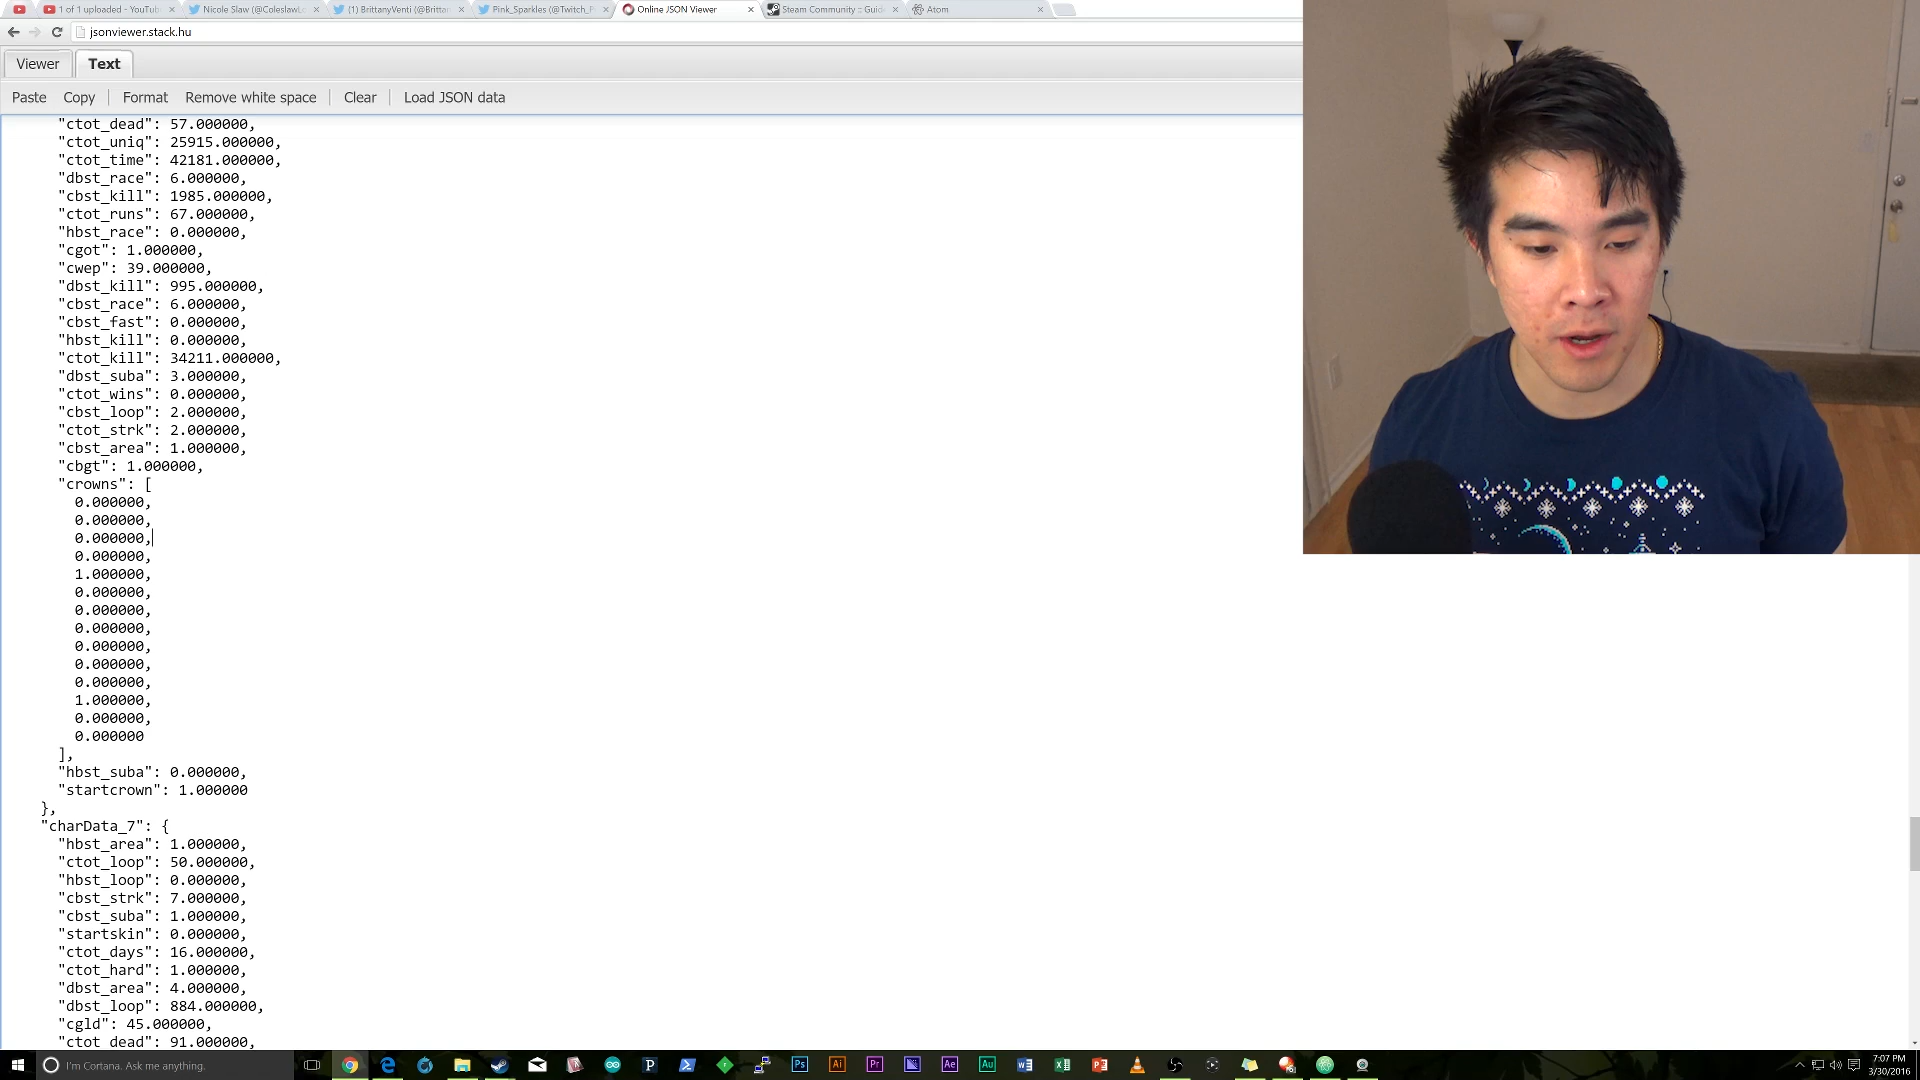 1 of 1 uploaded - YouTub
Nicole Slaw (@ColeslawL
(1) BrittanyVenti (@Brittan
Pink_Sparkles (@Twitch_P
Online JSON Viewer
Steam Community :: Guid
Atom
jsonviewer.stack.hu
Viewer
Text
Paste
Copy
Format
Remove white space
Clear
Load JSON data
"ctot_dead": 57.000000,
"ctot_uniq": 25915.000000,
"ctot_time": 42181.000000,
"dbst_race": 6.000000,
"cbst_kill": 1985.000000,
"ctot_runs": 67.000000,
"hbst_race": 0.000000,
"cgot": 1.000000,
"cwep": 39.000000,
"dbst_kill": 995.000000,
"cbst_race": 6.000000,
"cbst_fast": 0.000000,
"hbst_kill": 0.000000,
"ctot_kill": 34211.000000,
"dbst_suba": 3.000000,
"ctot_wins": 0.000000,
"cbst_loop": 2.000000,
"ctot_strk": 2.000000,
"cbst_area": 1.000000,
"cbgt": 1.000000,
"crowns": [
0.000000,
0.000000,
0.000000,
0.000000,
1.000000,
0.000000,
0.000000,
0.000000,
0.000000,
0.000000,
0.000000,
1.000000,
0.000000,
0.000000
],
"hbst_suba": 0.000000,
"startcrown": 1.000000
},
"charData_7": {
"hbst_area": 1.000000,
"ctot_loop": 50.000000,
"hbst_loop": 0.000000,
"cbst_strk": 7.000000,
"cbst_suba": 1.000000,
"startskin": 0.000000,
"ctot_days": 16.000000,
"ctot_hard": 1.000000,
"dbst_area": 4.000000,
"dbst_loop": 884.000000,
"cgld": 45.000000,
"ctot_dead": 91.000000,
I'm Cortana. Ask me anything.
7:07 PM
3/30/2016